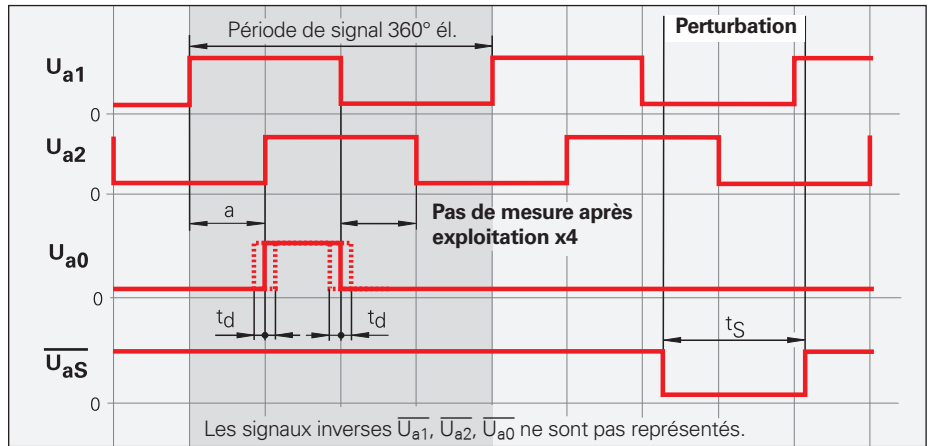 Période de signal 360° él.
Perturbation
Ua1
0
Ua2
0
a
Pas de mesure après
exploitation x4
Ua0
0
td
td
tS
UaS
0
Les signaux inverses Ua1, Ua2, Ua0 ne sont pas représentés.